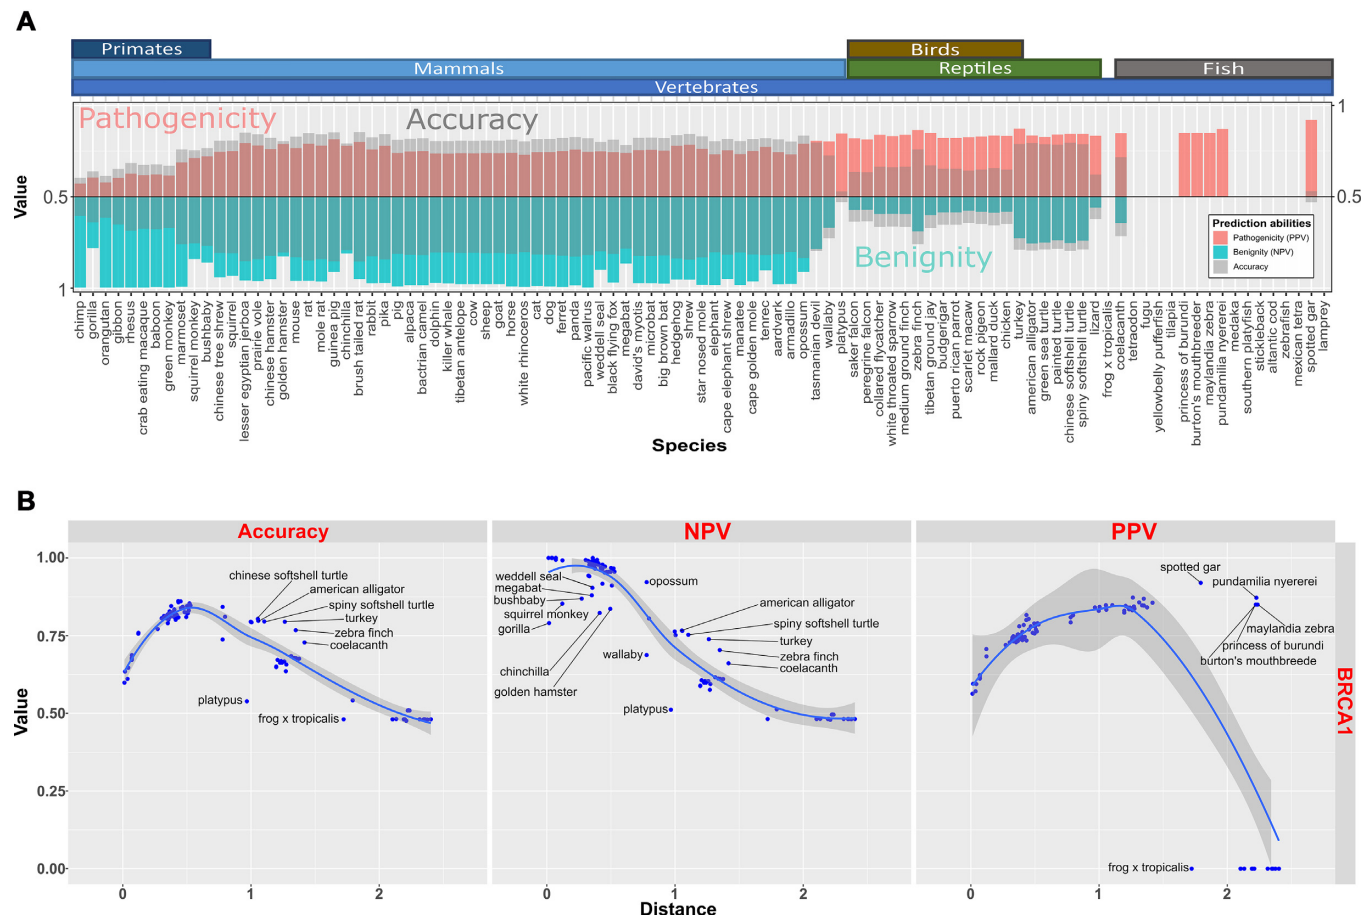 A
Primates
Birds
Mammals
Reptiles
Fish
Vertebrates
Pathogenicity
Accuracy
Benignity
1
0.5
0.5
1
Value
Prediction abilities
Pathogenicity (PPV)
Benignity (NPV)
Accuracy
chimp
gorilla
orangutan
gibbon
rhesus
crab eating macaque
baboon
green monkey
marmoset
squirrel monkey
bushbaby
chinese tree shrew
squirrel
lesser egyptian jerboa
prairie vole
chinese hamster
golden hamster
mouse
rat
mole rat
guinea pig
chinchilla
brush tailed rat
rabbit
pika
pig
alpaca
bactrian camel
dolphin
killer whale
tibetan antelope
cow
sheep
goat
horse
white rhinoceros
cat
dog
ferret
panda
pacific walrus
weddell seal
black flying fox
megabat
david's myotis
microbat
big brown bat
hedgehog
shrew
star nosed mole
elephant
cape elephant shrew
manatee
cape golden mole
tenrec
aardvark
armadillo
opossum
tasmanian devil
wallaby
platypus
saker falcon
peregrine falcon
collared flycatcher
white throated sparrow
medium ground finch
zebra finch
tibetan ground jay
budgerigar
puerto rican parrot
scarlet macaw
rock pigeon
mallard duck
chicken
turkey
american alligator
green sea turtle
painted turtle
chinese softshell turtle
spiny softshell turtle
lizard
frog x tropicalis
coelacanth
tetraodon
fugu
yellowbelly pufferfish
tilapia
princess of burundi
burton's mouthbreeder
maylandia zebra
pundamilia nyererei
medaka
southern platyfish
stickleback
atlantic cod
zebrafish
mexican tetra
spotted gar
lamprey
Species
B
Accuracy
NPV
PPV
BRCA1
Value
1.00
0.75
0.50
0.25
0.00
chinese softshell turtle
american alligator
spiny softshell turtle
turkey
zebra finch
coelacanth
platypus
frog x tropicalis
weddell seal
megabat
bushbaby
squirrel monkey
gorilla
chinchilla
golden hamster
opossum
wallaby
platypus
american alligator
spiny softshell turtle
turkey
zebra finch
coelacanth
spotted gar
pundamilia nyererei
maylandia zebra
princess of burundi
burton's mouthbreede
frog x tropicalis
0 1 2
0 1 2
0 1 2
Distance